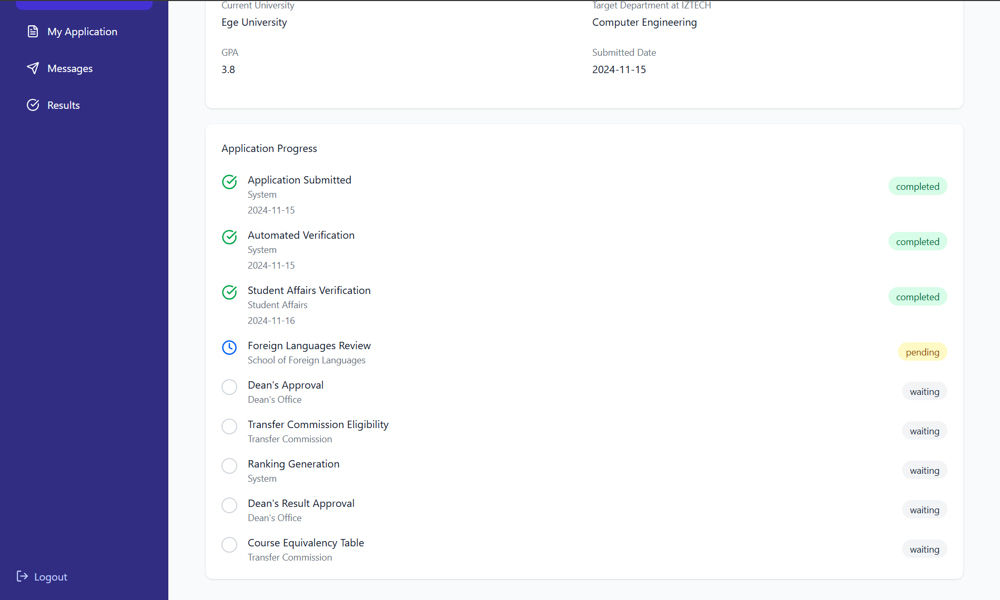 My Application
Messages
Results
Logout
Current University
Ege University
Target Department at IZTECH
Computer Engineering
GPA
3.8
Submitted Date
2024-11-15
Application Progress
Application Submitted
System
2024-11-15
completed
Automated Verification
System
2024-11-15
completed
Student Affairs Verification
Student Affairs
2024-11-16
completed
Foreign Languages Review
School of Foreign Languages
pending
Dean's Approval
Dean's Office
waiting
Transfer Commission Eligibility
Transfer Commission
waiting
Ranking Generation
System
waiting
Dean's Result Approval
Dean's Office
waiting
Course Equivalency Table
Transfer Commission
waiting